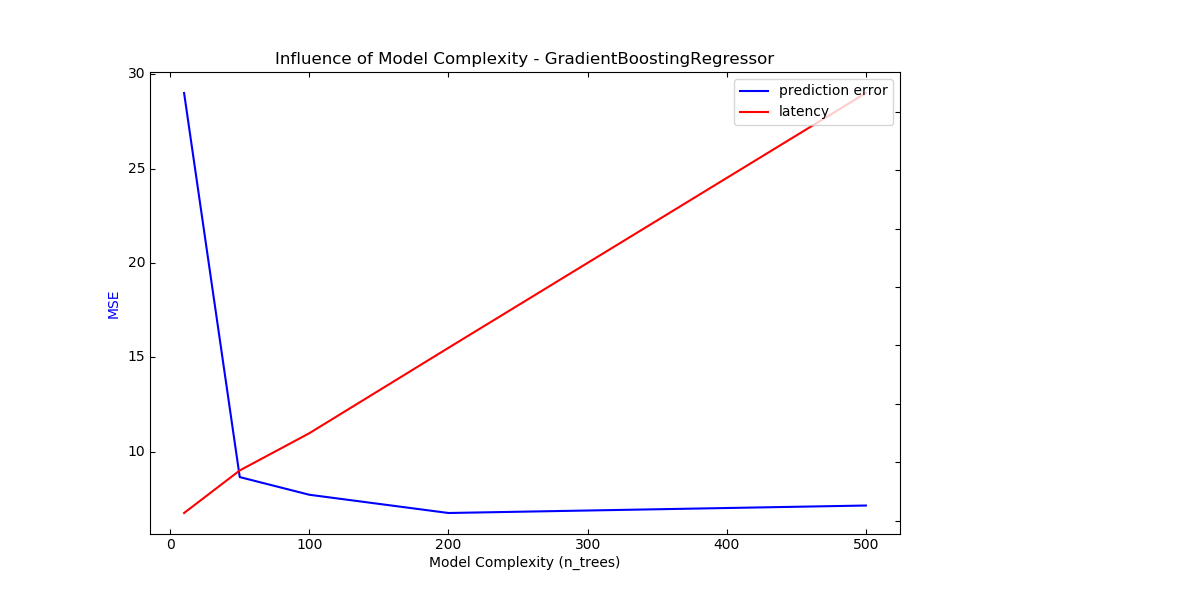 Influence of Model Complexity - GradientBoostingRegressor
prediction error
latency
30
25
20
15
10
MSE
0 100 200 300 400 500
Model Complexity (n_trees)